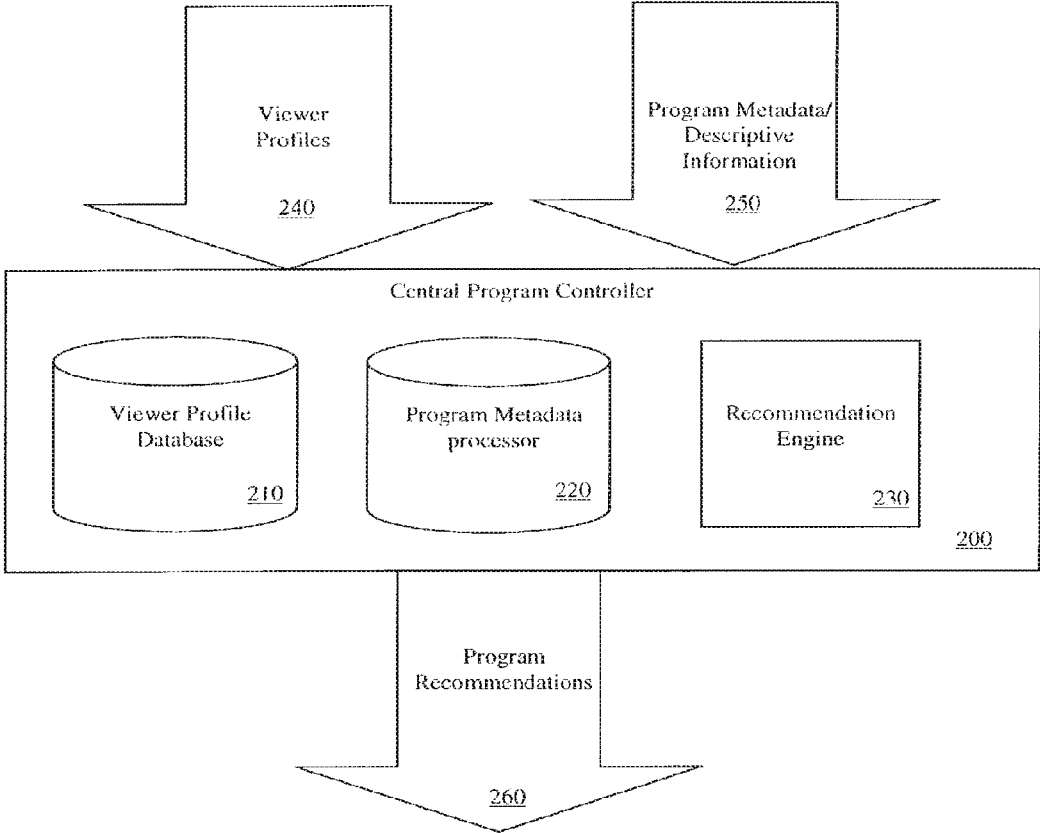 Viewer
Profiles
240
Program Metadata/
Descriptive
Information
250
Central Program Controller
Viewer Profile
Database
210
Program Metadata
processor
220
Recommendation
Engine
230
200
Program
Recommendations
260